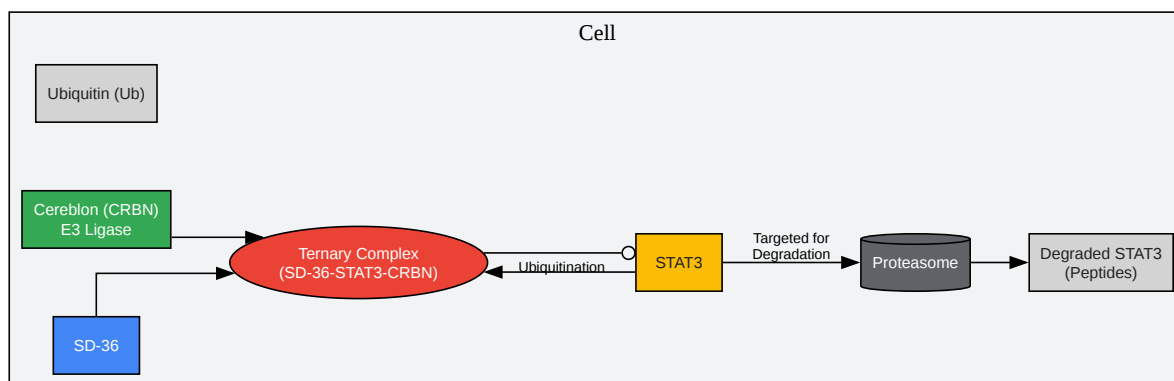 Cell
Ubiquitin (Ub)
Cereblon (CRBN)
E3 Ligase
SD-36
Ternary Complex
(SD-36-STAT3-CRBN)
Ubiquitination
STAT3
Targeted for
Degradation
Proteasome
Degraded STAT3
(Peptides)